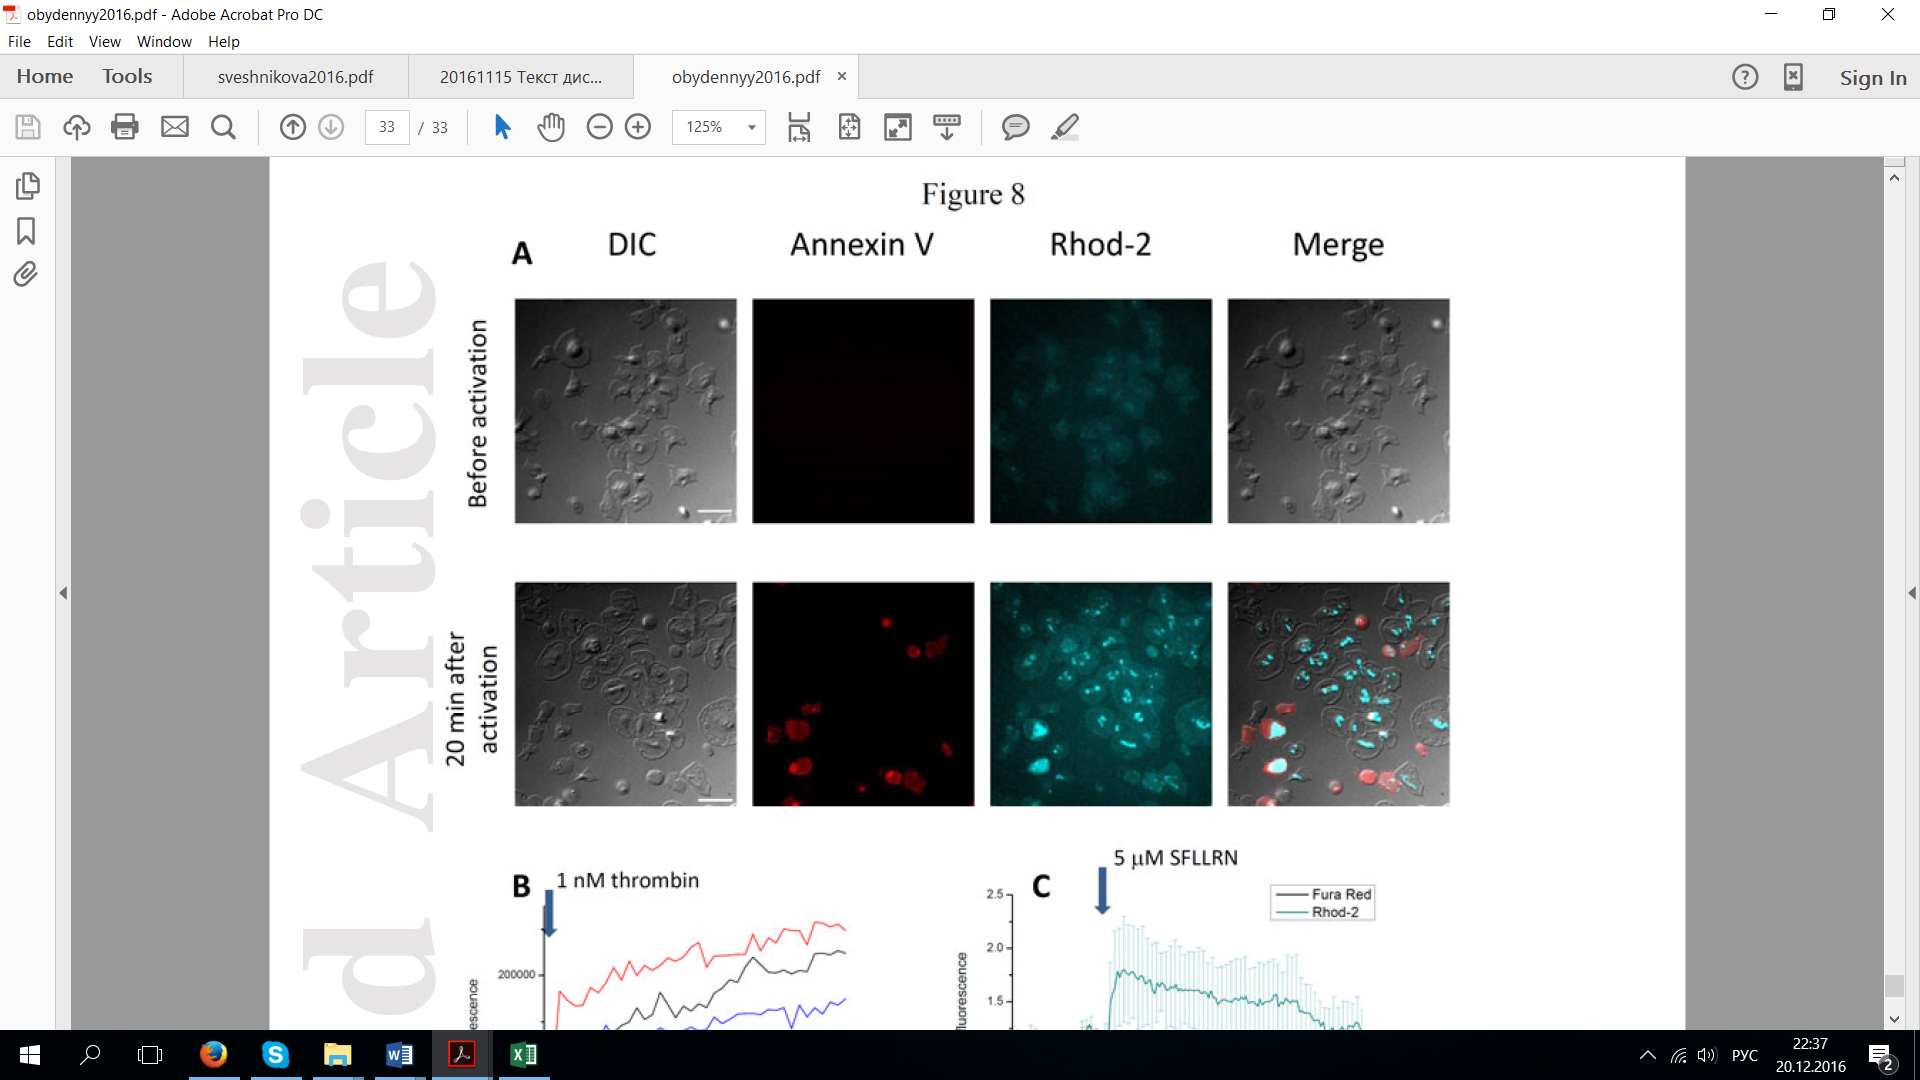 obydennyy2016.pdf - Adobe Acrobat Pro DC
File Edit View Window Help
Home Tools sveshnikova2016.pdf 20161115 Текст дис... obydennyy2016.pdf × Sign In
33 / 33 125%
Figure 8
A DIC Annexin V Rhod-2 Merge
Before activation
20 min after
activation
d Article
B 1 nM thrombin
200000
escence
C 5 µM SFLLRN
Fura Red
Rhod-2
2.5
2.0
1.5
fluorescence
РУС
22:37
20.12.2016
2